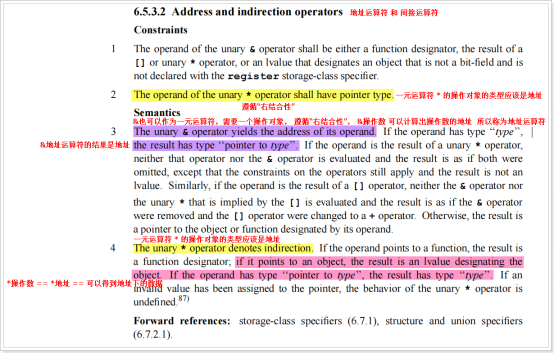 6.5.3.2 Address and indirection operators 地址运算符 和 间接运算符
Constraints
1 The operand of the unary & operator shall be either a function designator, the result of a
[] or unary * operator, or an lvalue that designates an object that is not a bit-field and is
not declared with the register storage-class specifier.
2 The operand of the unary * operator shall have pointer type. 一元运算符 * 的操作对象的类型应该是地址
遵循"右结合性"
Semantics
&也可以作为一元运算符，需要一个操作对象， 遵循"右结合性"， &操作数 可以计算出操作数的地址 所以称为地址运算符
3 The unary & operator yields the address of its operand. If the operand has type ‘‘type’’,
&地址运算符的结果是地址 the result has type ‘‘pointer to type’’. If the operand is the result of a unary * operator,
neither that operator nor the & operator is evaluated and the result is as if both were
omitted, except that the constraints on the operators still apply and the result is not an
lvalue. Similarly, if the operand is the result of a [] operator, neither the & operator nor
the unary * that is implied by the [] is evaluated and the result is as if the & operator
were removed and the [] operator were changed to a + operator. Otherwise, the result is
a pointer to the object or function designated by its operand.
一元运算符 * 的操作对象的类型应该是地址
4 The unary * operator denotes indirection. If the operand points to a function, the result is
a function designator; if it points to an object, the result is an lvalue designating the
object. If the operand has type ‘‘pointer to type’’, the result has type ‘‘type’’. If an
*操作数 == *地址 == 可以得到地址下的数据
invalid value has been assigned to the pointer, the behavior of the unary * operator is
undefined.87)
Forward references: storage-class specifiers (6.7.1), structure and union specifiers
(6.7.2.1).